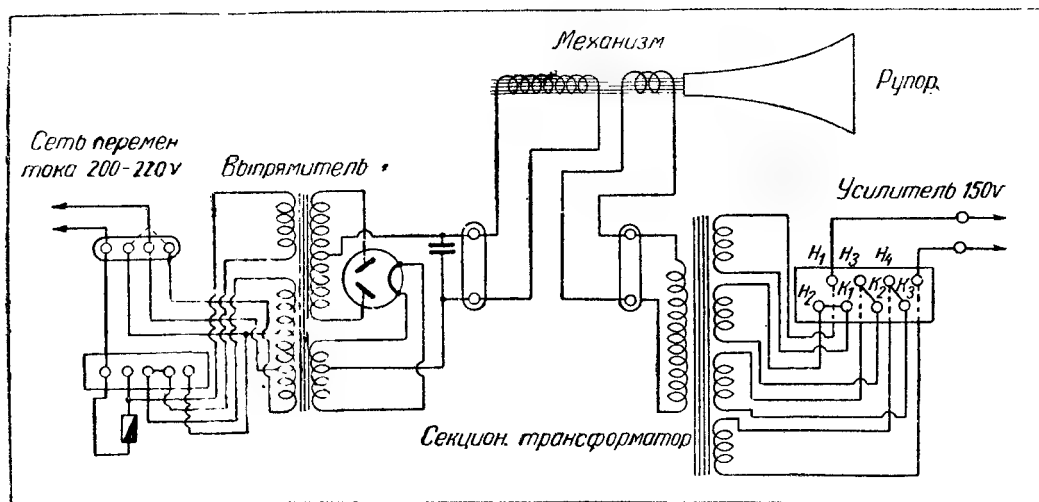 Механизм
Рупор.
Сеть перемен
тока 200-220v
Выпрямитель
Усилитель 150v
H₁ H₃ H₄
H₂ K₁ K₂ K₃
Секцион. трансформатор